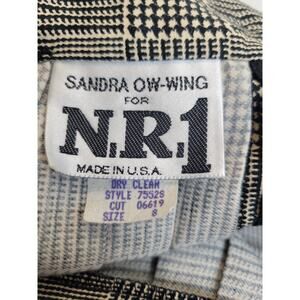 SANDRA OW-WING
FOR
N.R.1
MADE IN U.S.A.
DRY CLEAN
STYLE 75528
CUT 06619
SIZE 8